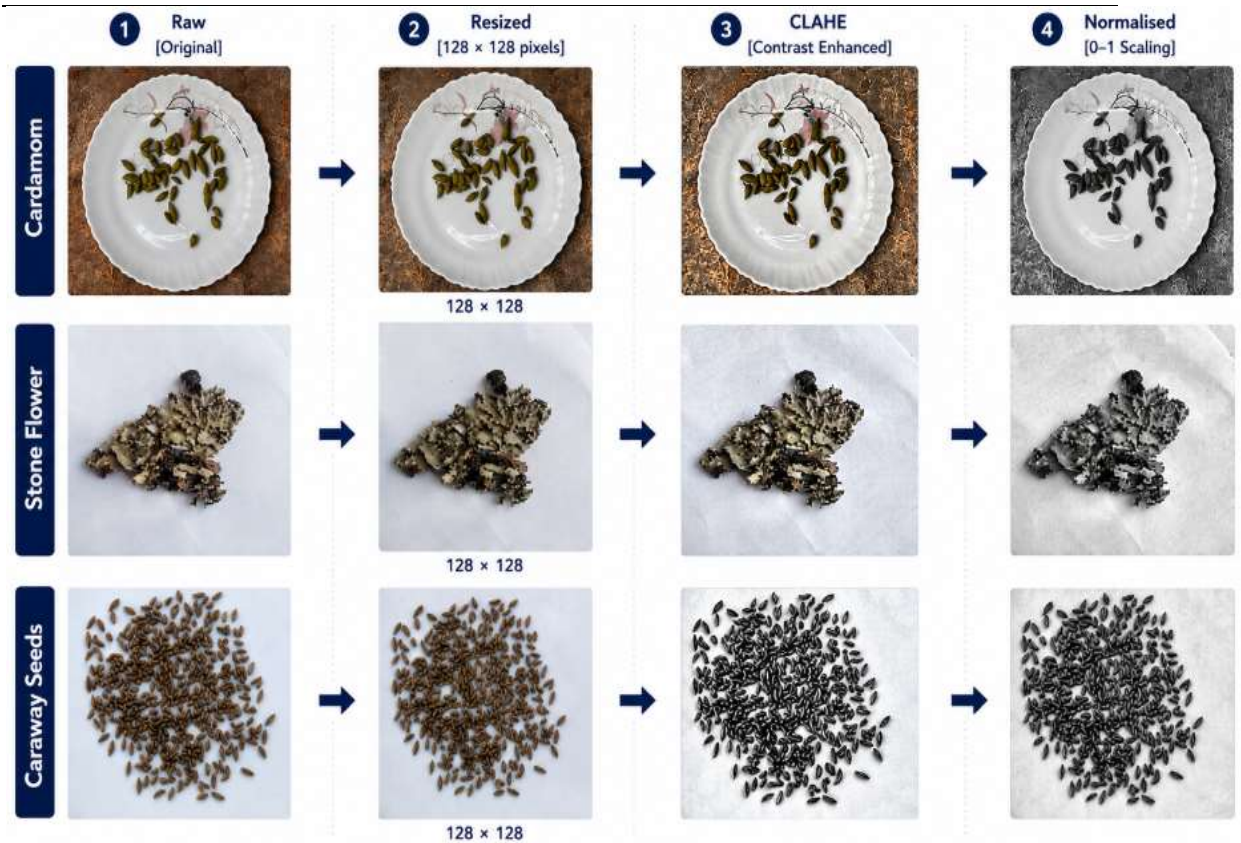 1 Raw
[Original]
2 Resized
[128 × 128 pixels]
3 CLAHE
[Contrast Enhanced]
4 Normalised
[0–1 Scaling]
Cardamom
128 × 128
Stone Flower
128 × 128
Caraway Seeds
128 × 128